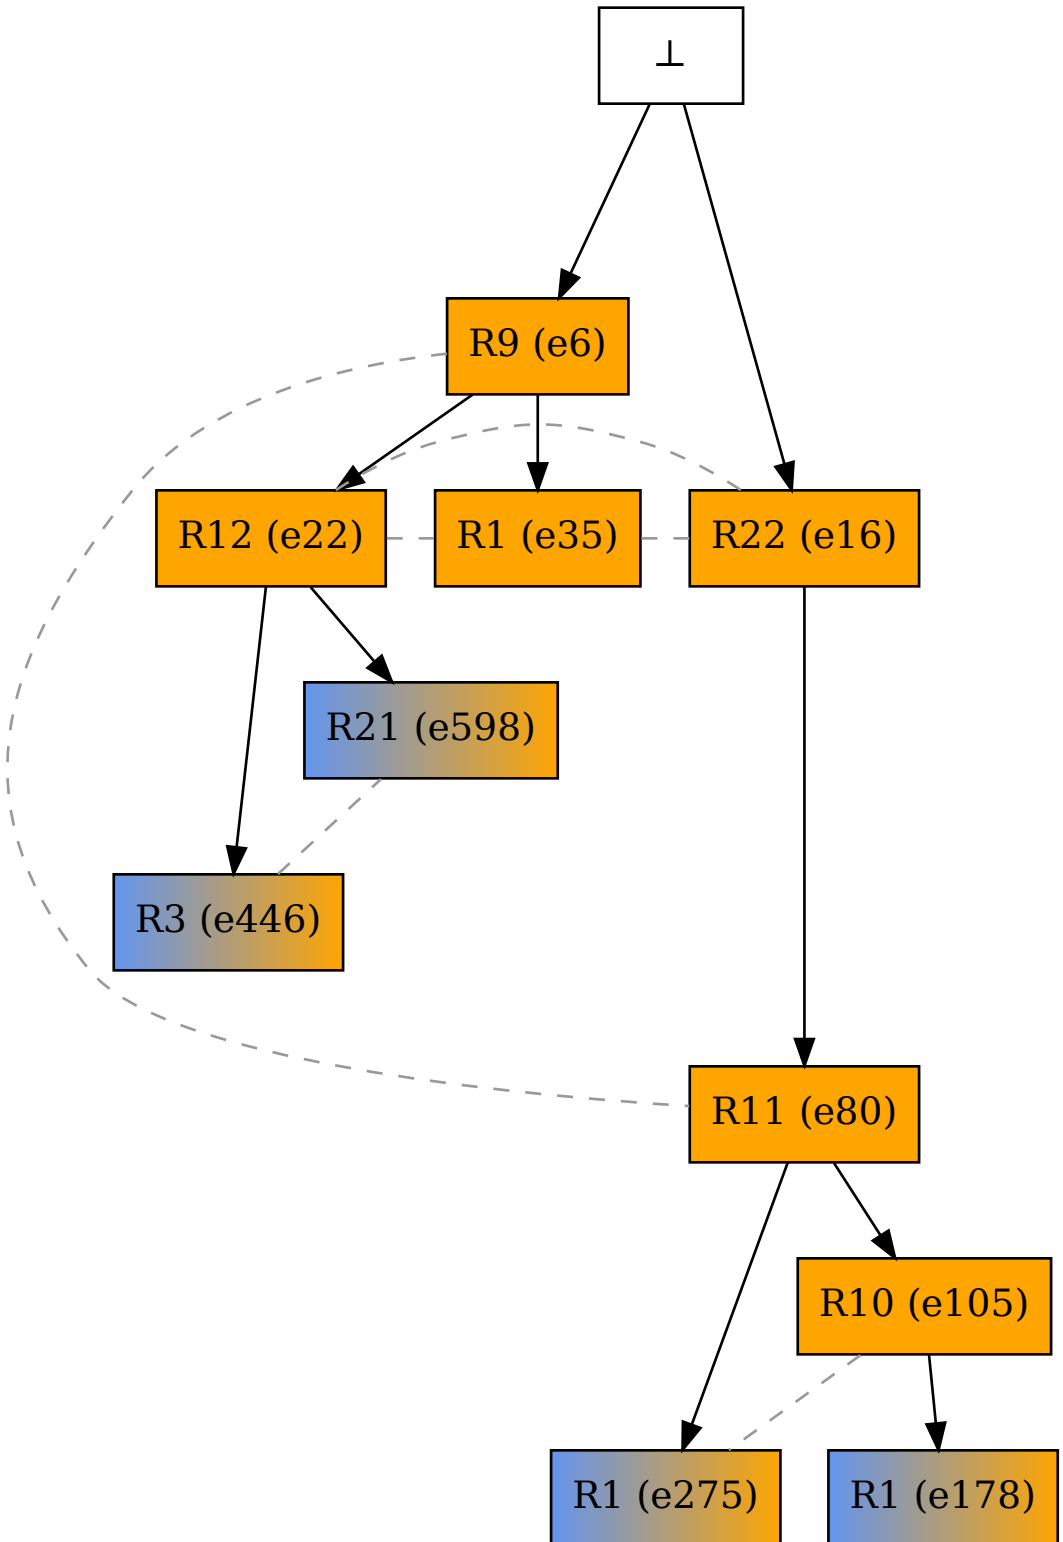 ⊥
R9 (e6)
R12 (e22)
R1 (e35)
R22 (e16)
R21 (e598)
R3 (e446)
R11 (e80)
R10 (e105)
R1 (e275)
R1 (e178)